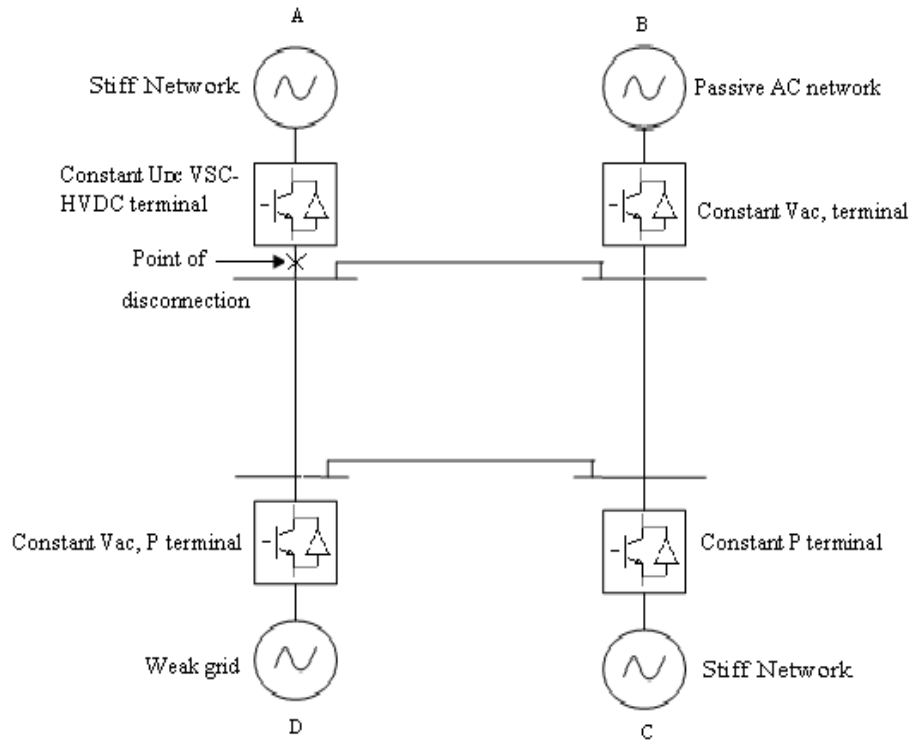 A
B
Stiff Network
Passive AC network
Constant Uᴅᴄ VSC-
HVDC terminal
Constant Vac, terminal
Point of
disconnection
Constant Vac, P terminal
Constant P terminal
Weak grid
Stiff Network
D
C